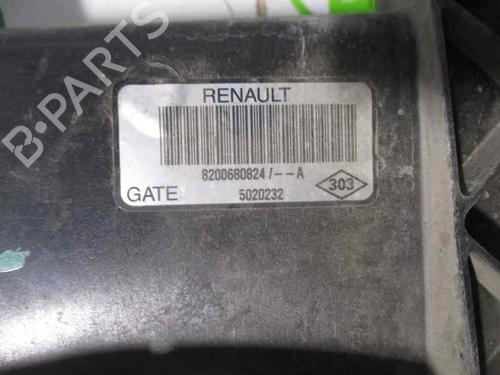 RENAULT
8200680824/--A
GATE 5020232 303
B-PARTS